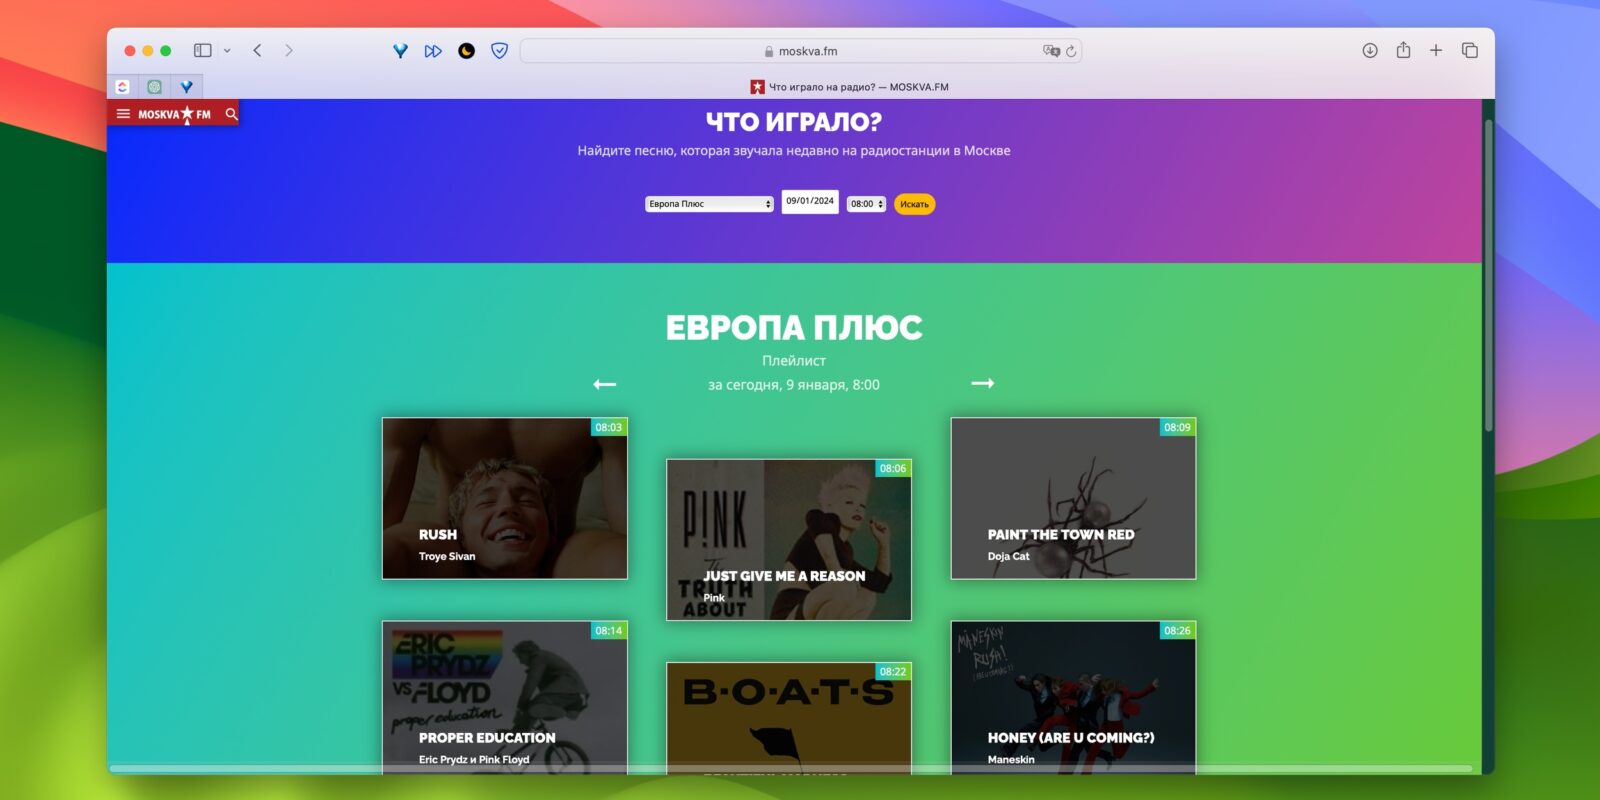 moskva.fm
Что играло на радио? — MOSKVA.FM
MOSKVA FM
ЧТО ИГРАЛО?
Найдите песню, которая звучала недавно на радиостанции в Москве
Европа Плюс
09/01/2024
08:00
Искать
ЕВРОПА ПЛЮС
Плейлист
за сегодня, 9 января, 8:00
08:03
RUSH
Troye Sivan
08:06
P!NK
The
TRUTH
ABOUT
JUST GIVE ME A REASON
Pink
08:09
PAINT THE TOWN RED
Doja Cat
08:14
ERIC
PRYDZ
VS FLOYD
proper education
PROPER EDUCATION
Eric Prydz и Pink Floyd
08:22
B·O·A·T·S
08:26
MÅNESKIN
RUSH!
HONEY (ARE U COMING?)
Maneskin